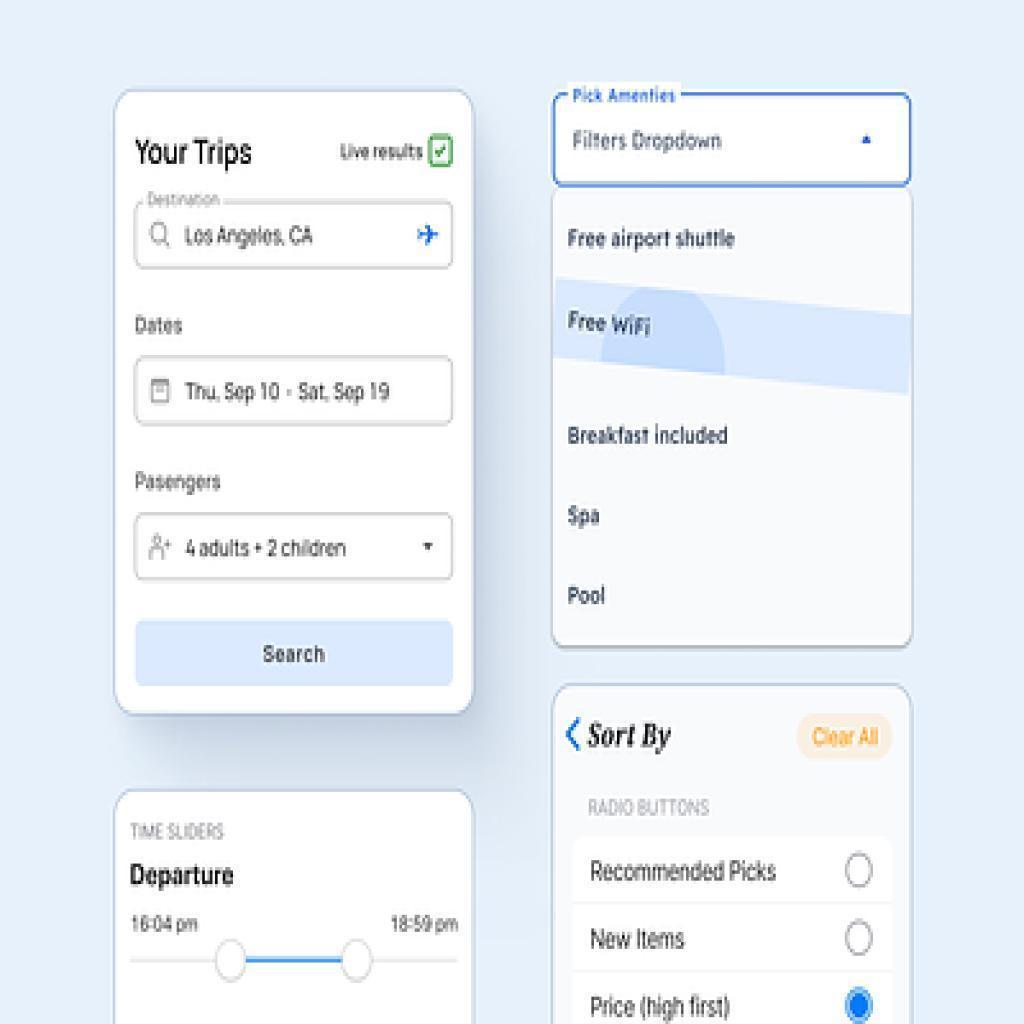 Your Trips
Live results
Destination
Los Angeles, CA
Dates
Thu, Sep 10 - Sat, Sep 19
Pasengers
4 adults + 2 children
Search
TIME SLIDERS
Departure
16:04 pm
18:59 pm
Pick Amenties
Filters Dropdown
Free airport shuttle
Free WiFi
Breakfast included
Spa
Pool
Sort By
Clear All
RADIO BUTTONS
Recommended Picks
New Items
Price (high first)